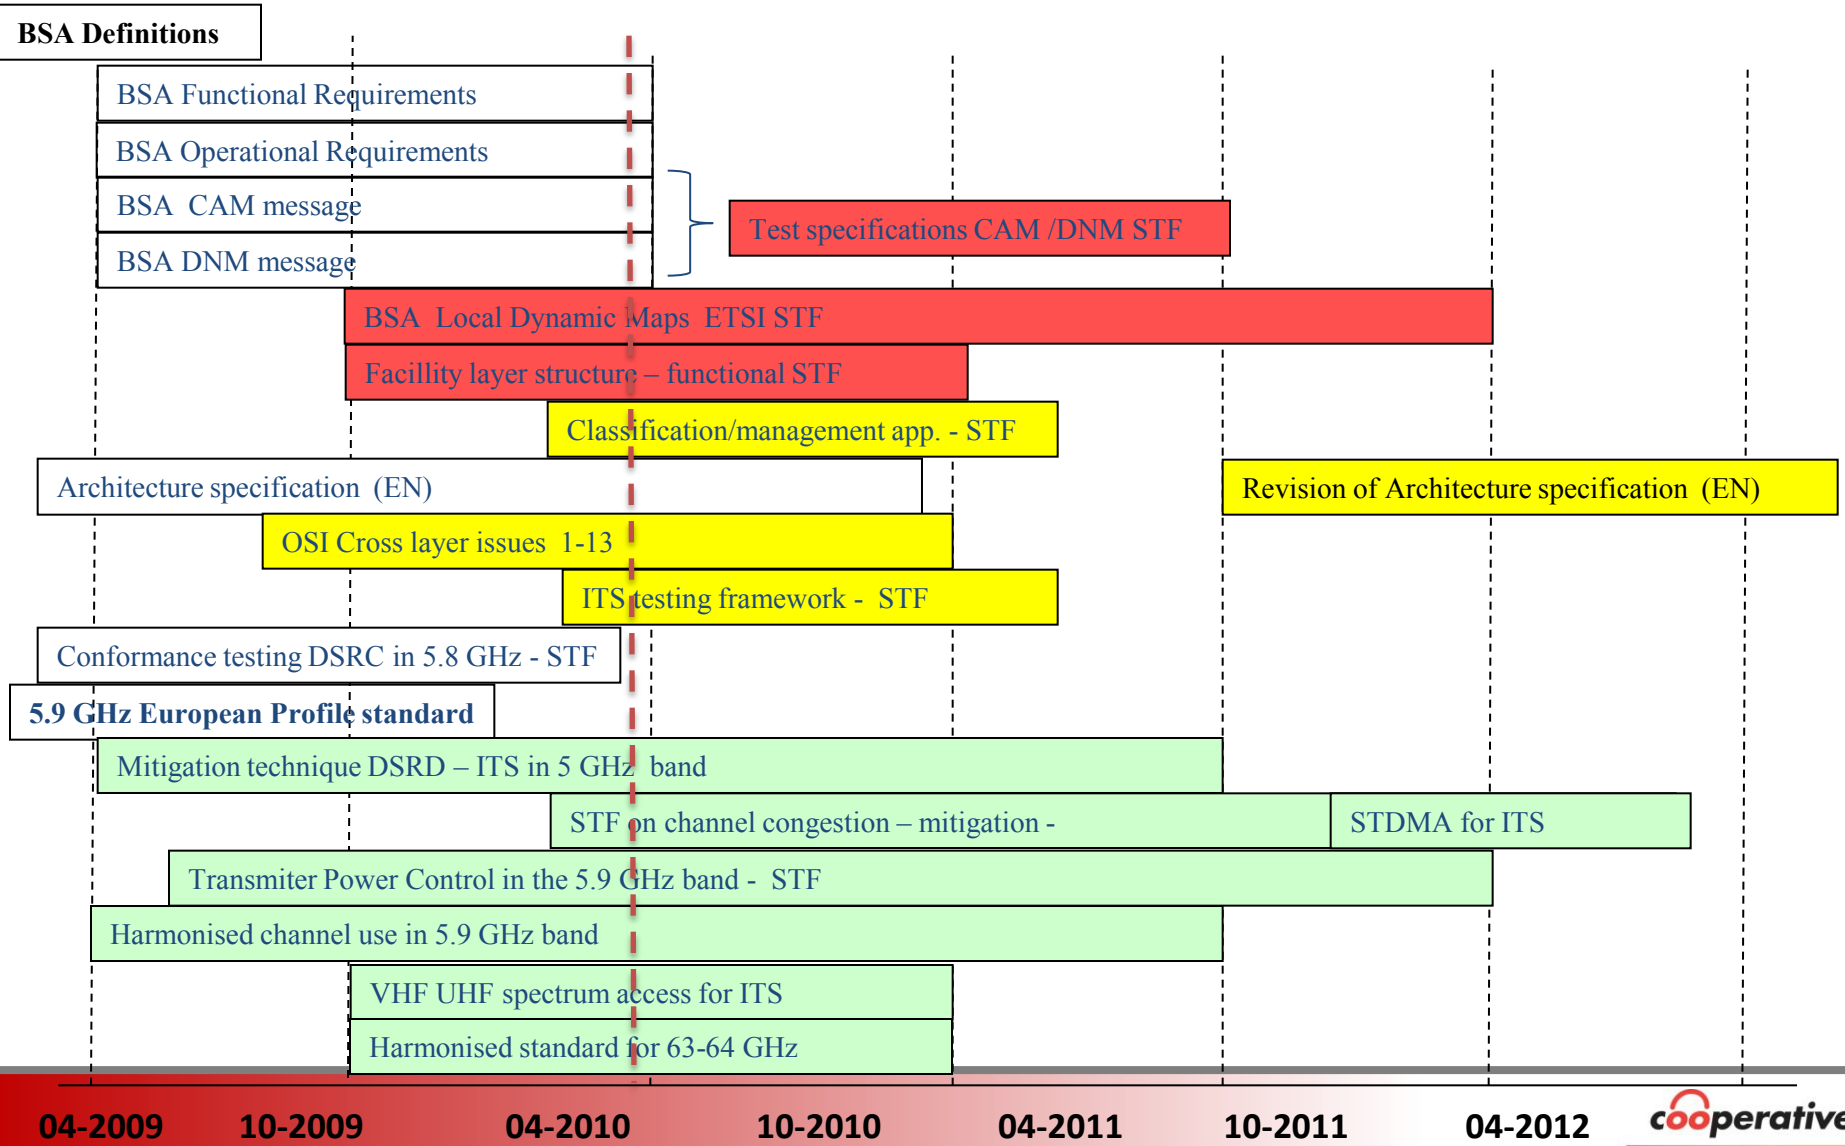 BSA Definitions
BSA Functional Requirements
BSA Operational Requirements
BSA  CAM message
BSA DNM message
Test specifications CAM /DNM STF
BSA  Local Dynamic Maps  ETSI STF
Facillity layer structure – functional STF
Classification/management app. - STF
Architecture specification  (EN)
Revision of Architecture specification  (EN)
OSI Cross layer issues  1-13
ITS testing framework -  STF
Conformance testing DSRC in 5.8 GHz - STF
5.9 GHz European Profile standard
Mitigation technique DSRD – ITS in 5 GHz  band
STF on channel congestion – mitigation -
STDMA for ITS
Transmiter Power Control in the 5.9 GHz band -  STF
Harmonised channel use in 5.9 GHz band
VHF UHF spectrum access for ITS
Harmonised standard for 63-64 GHz
04-2009 10-2009 04-2010 10-2010 04-2011 10-2011 04-2012
cooperative